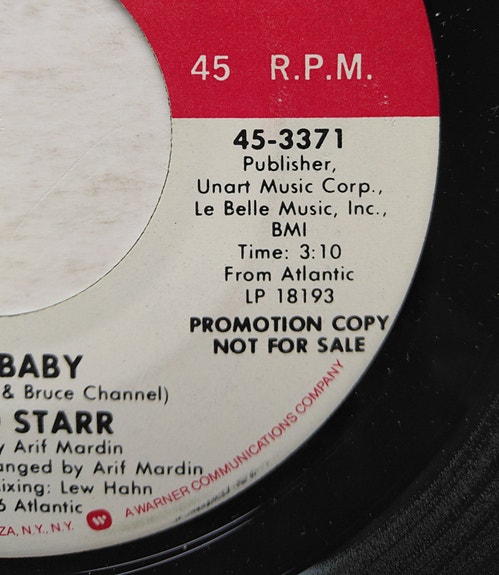 45 R.P.M.
45-3371
Publisher,
Unart Music Corp.,
Le Belle Music, Inc.,
BMI
Time: 3:10
From Atlantic
LP 18193
PROMOTION COPY
NOT FOR SALE
BABY
& Bruce Channel)
STARR
Arif Mardin
anged by Arif Mardin
ixing: Lew Hahn
6 Atlantic
ZA, N.Y., N.Y.
A WARNER COMMUNICATIONS COMPANY